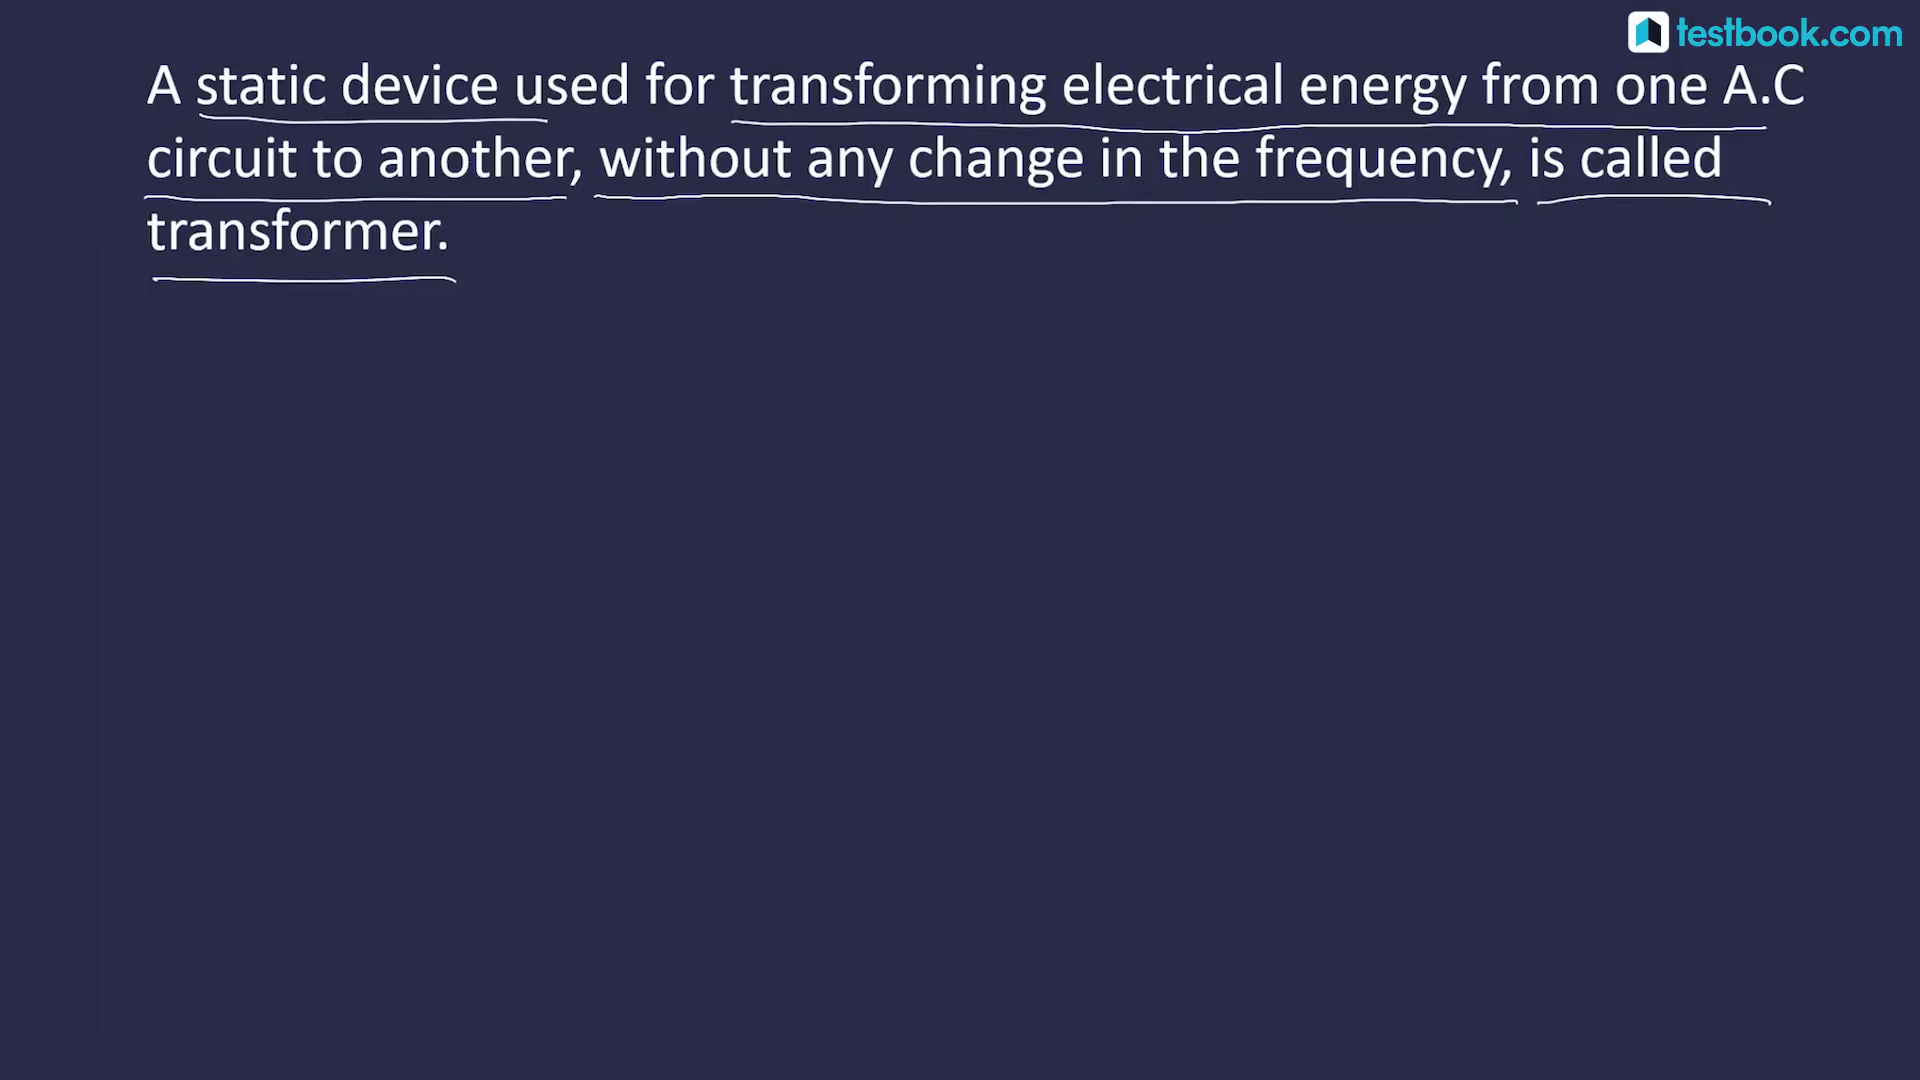 testbook.com
A static device used for transforming electrical energy from one A.C
circuit to another, without any change in the frequency, is called
transformer.